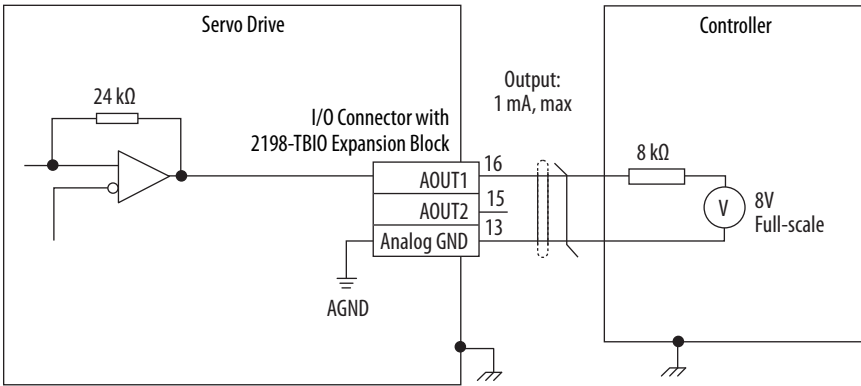 Servo Drive
Controller
Output:
1 mA, max
24 kΩ
I/O Connector with
2198-TBIO Expansion Block
8 kΩ
AOUT1
16
AOUT2
15
Analog GND
13
V
8V
Full-scale
AGND